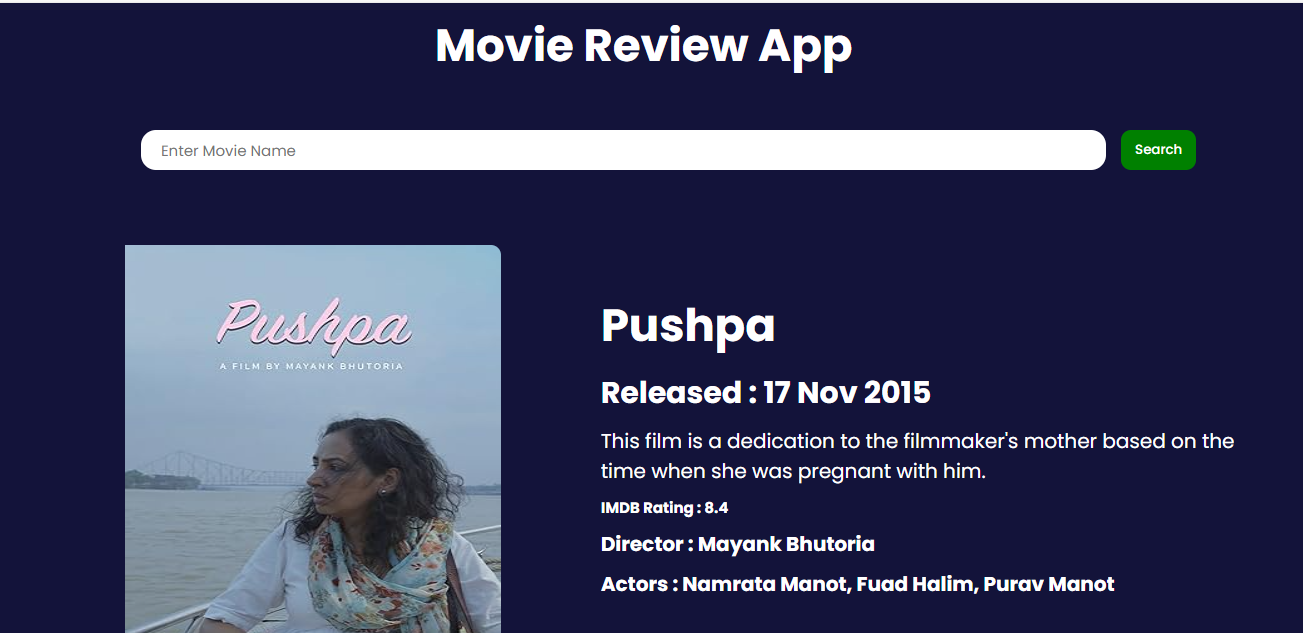 Movie Review App
Enter Movie Name
Search
Pushpa
A FILM BY MAYANK BHUTORIA
Pushpa
Released : 17 Nov 2015
This film is a dedication to the filmmaker's mother based on the
time when she was pregnant with him.
IMDB Rating : 8.4
Director : Mayank Bhutoria
Actors : Namrata Manot, Fuad Halim, Purav Manot